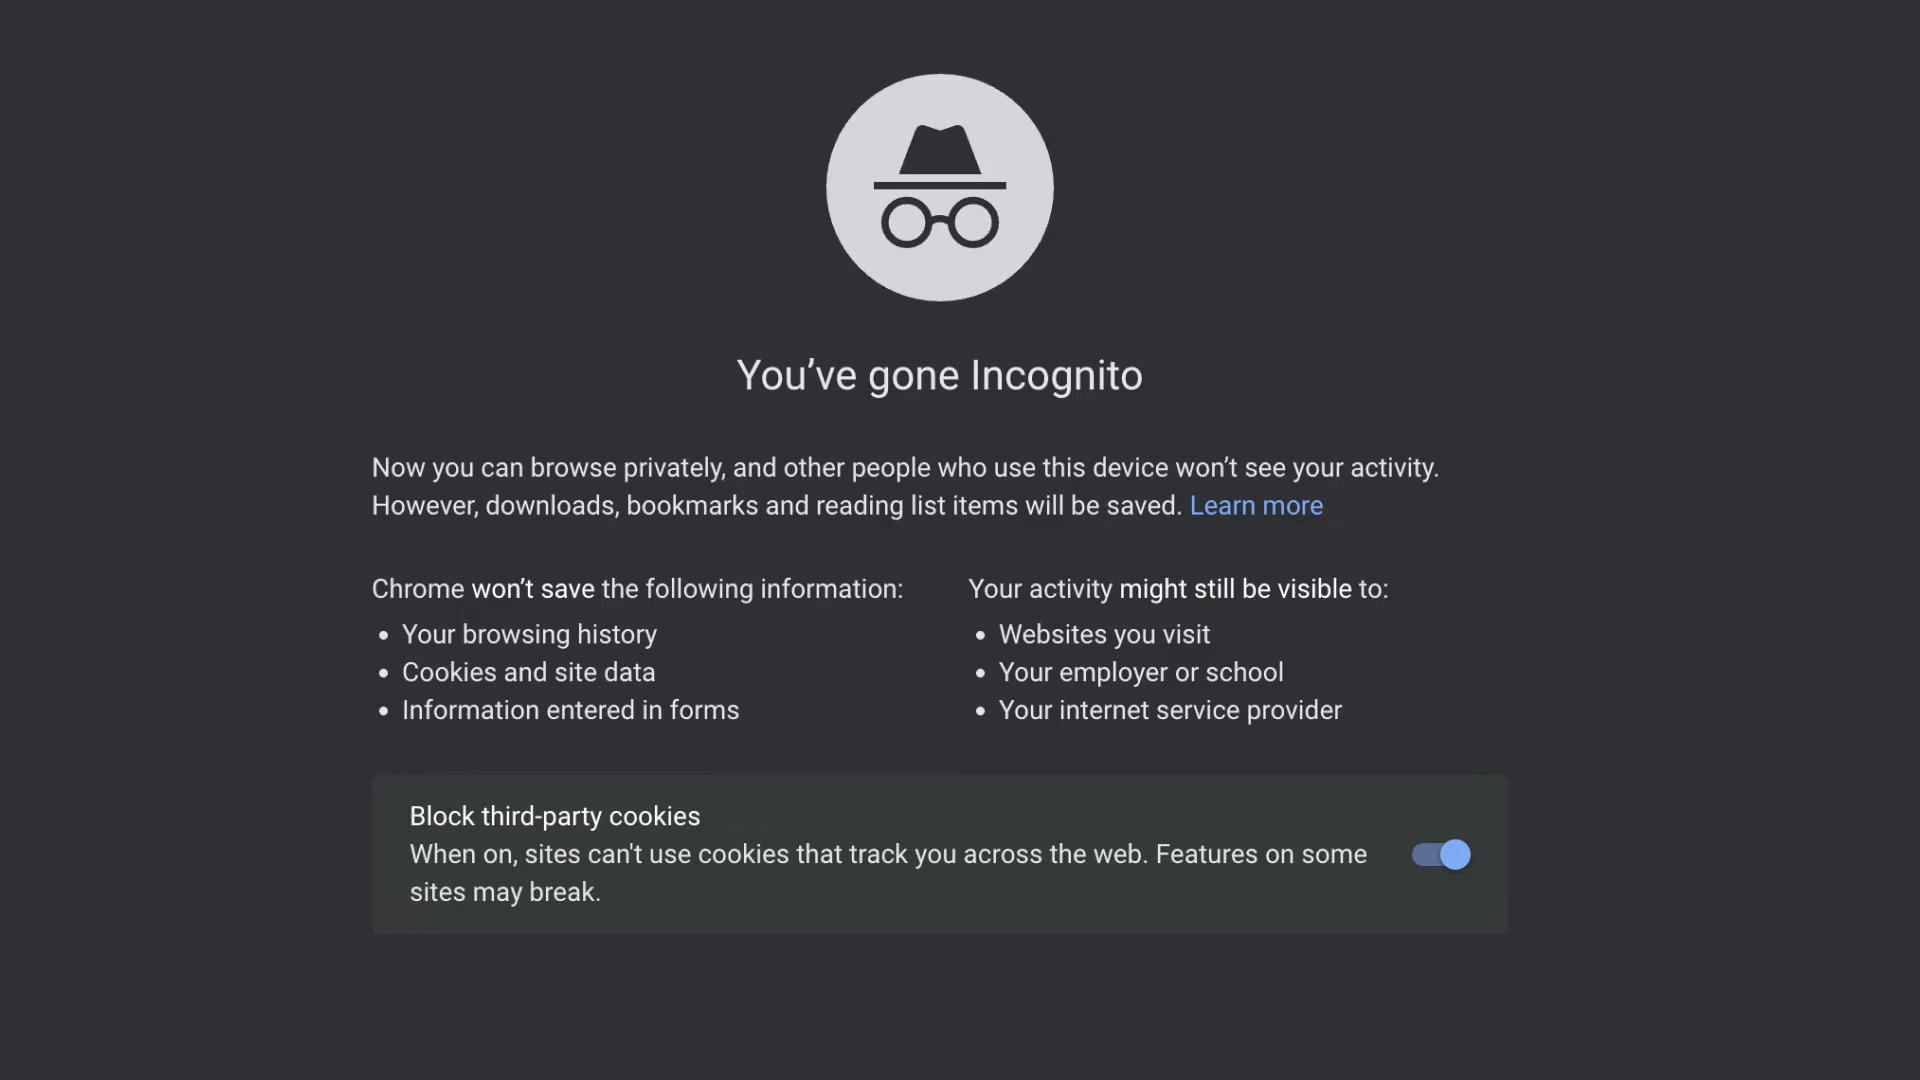 You’ve gone Incognito
Now you can browse privately, and other people who use this device won’t see your activity.
However, downloads, bookmarks and reading list items will be saved. Learn more
Chrome won’t save the following information:
• Your browsing history
• Cookies and site data
• Information entered in forms
Your activity might still be visible to:
• Websites you visit
• Your employer or school
• Your internet service provider
Block third-party cookies
When on, sites can't use cookies that track you across the web. Features on some
sites may break.